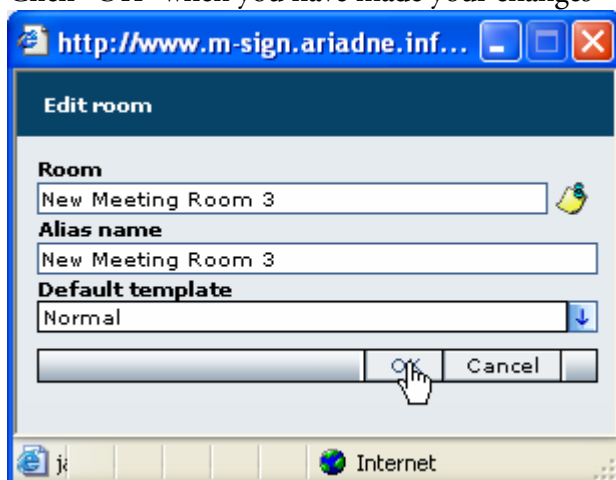 Click "OK" when you have made your changes
http://www.m-sign.ariadne.inf...
Edit room
Room
New Meeting Room 3
Alias name
New Meeting Room 3
Default template
Normal
OK Cancel
Internet